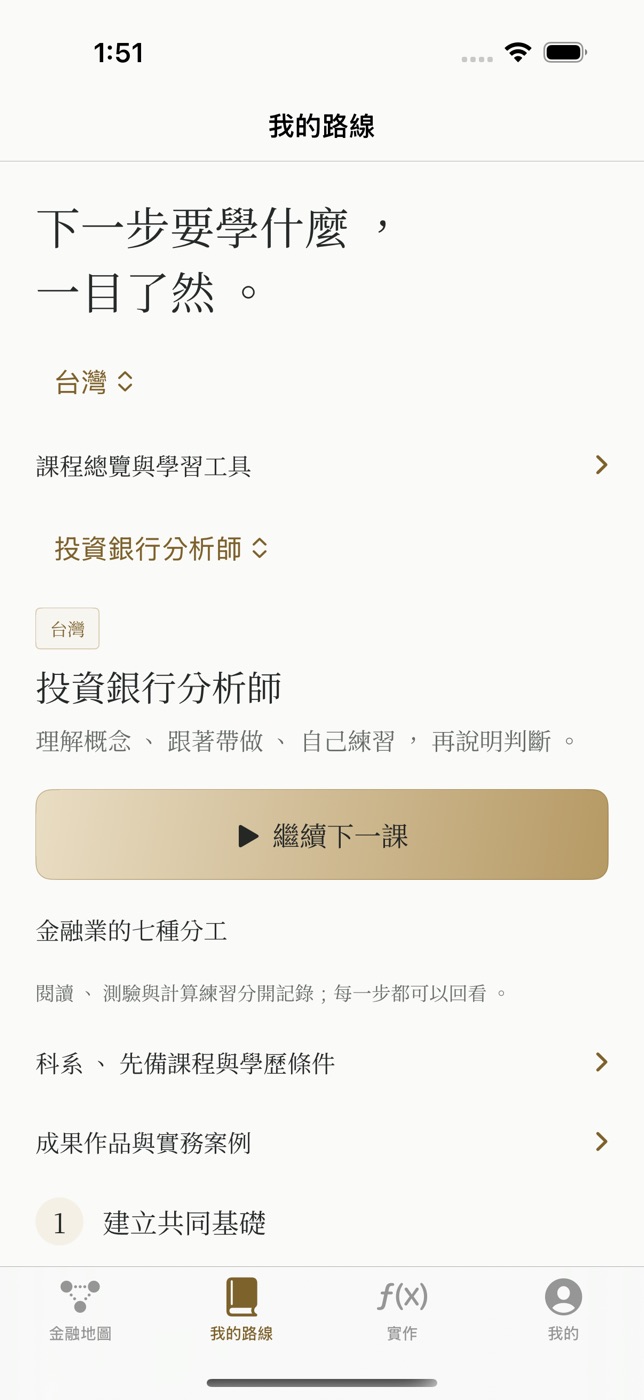 1:51
我的路線
下一步要學什麼，
一目了然。
台灣
課程總覽與學習工具
投資銀行分析師
台灣
投資銀行分析師
理解概念、跟著帶做、自己練習，再說明判斷。
繼續下一課
金融業的七種分工
閱讀、測驗與計算練習分開記錄；每一步都可以回看。
科系、先備課程與學歷條件
成果作品與實務案例
1 建立共同基礎
f(x)
金融地圖 我的路線 實作 我的